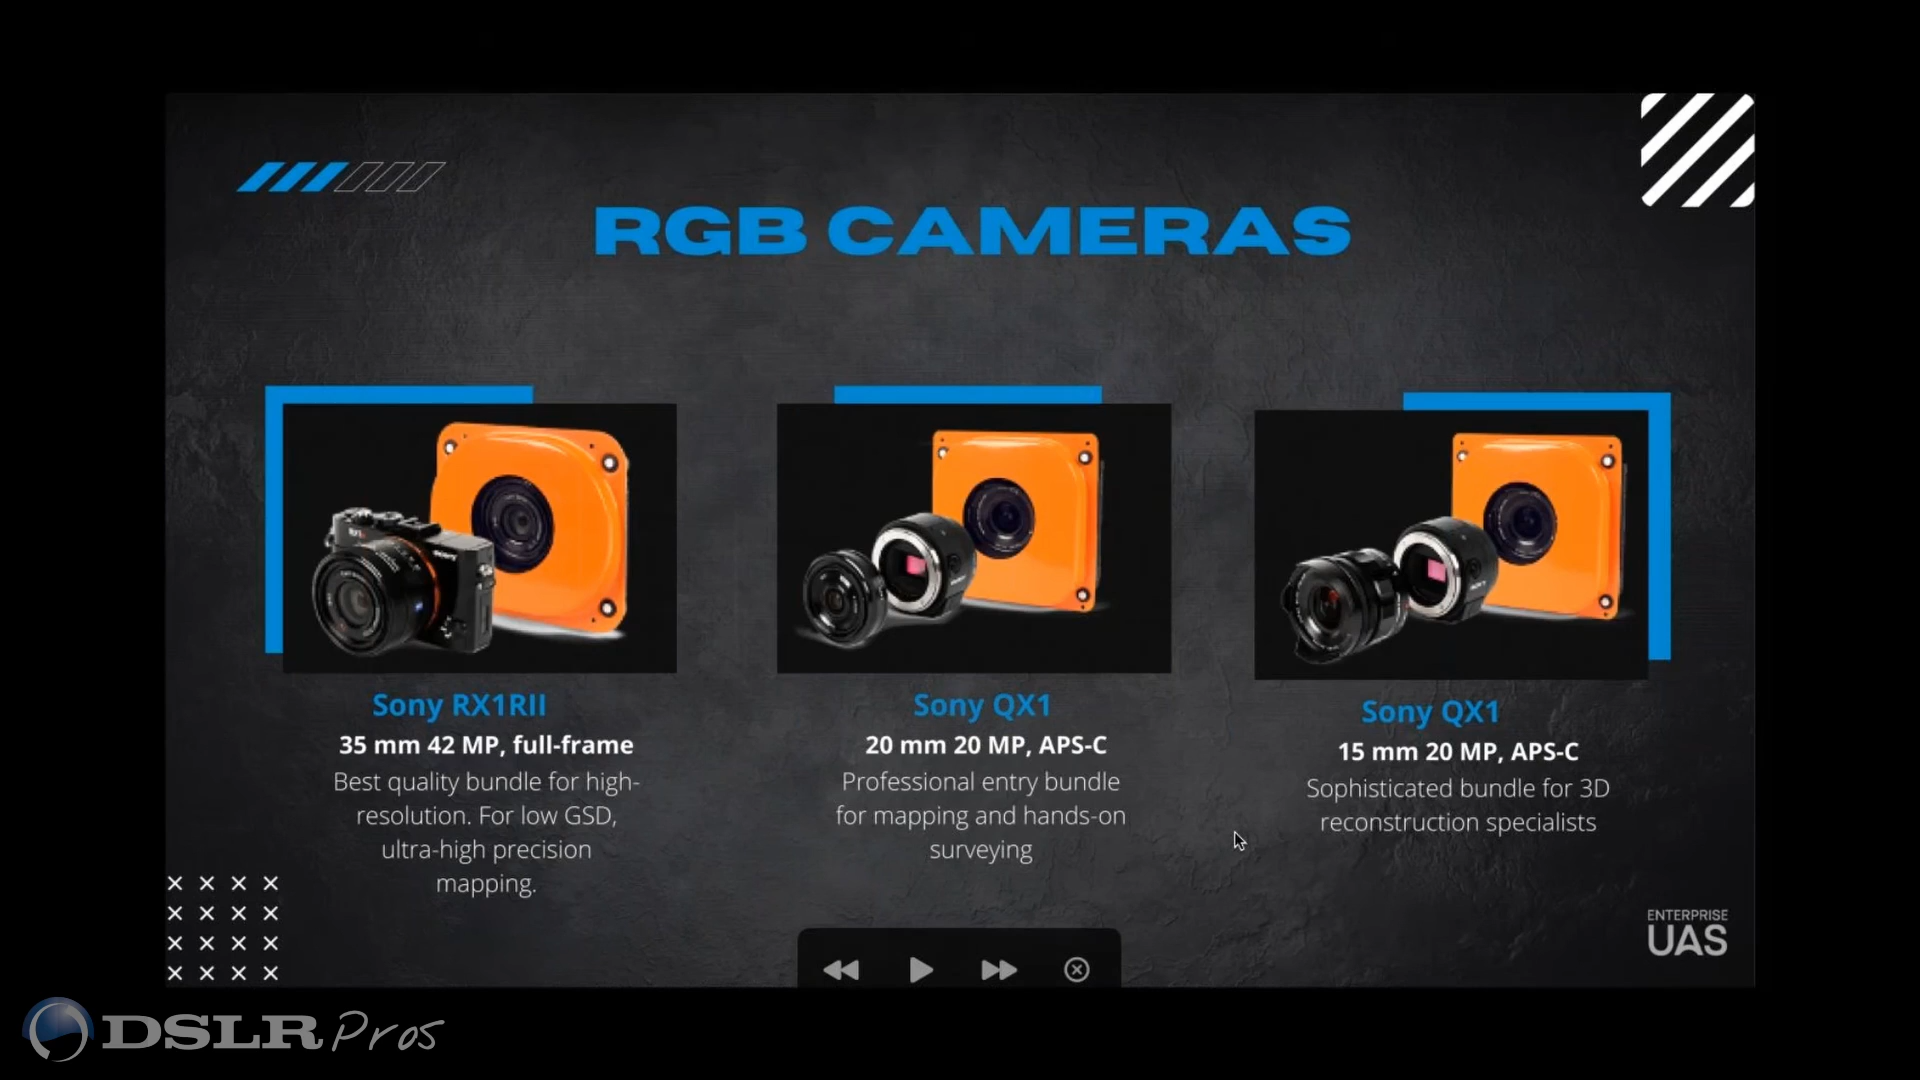 RGB CAMERAS
Sony RX1RII
35 mm 42 MP, full-frame
Best quality bundle for high-
resolution. For low GSD,
ultra-high precision
mapping.
Sony QX1
20 mm 20 MP, APS-C
Professional entry bundle
for mapping and hands-on
surveying
Sony QX1
15 mm 20 MP, APS-C
Sophisticated bundle for 3D
reconstruction specialists
ENTERPRISE
UAS
DSLRPros